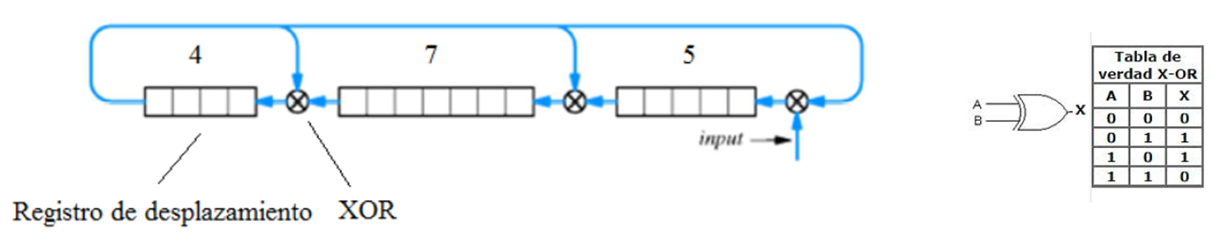 4 7 5
input
Registro de desplazamiento XOR
A
B
X
Tabla de
verdad X-OR
A B X
0 0 0
0 1 1
1 0 1
1 1 0